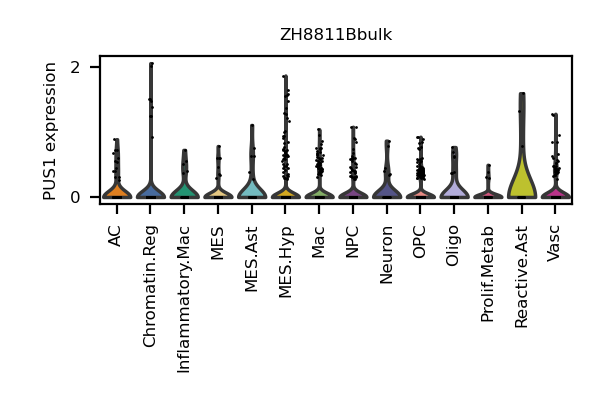 ZH8811Bbulk
PUS1 expression
2
0
AC
Chromatin.Reg
Inflammatory.Mac
MES
MES.Ast
MES.Hyp
Mac
NPC
Neuron
OPC
Oligo
Prolif.Metab
Reactive.Ast
Vasc